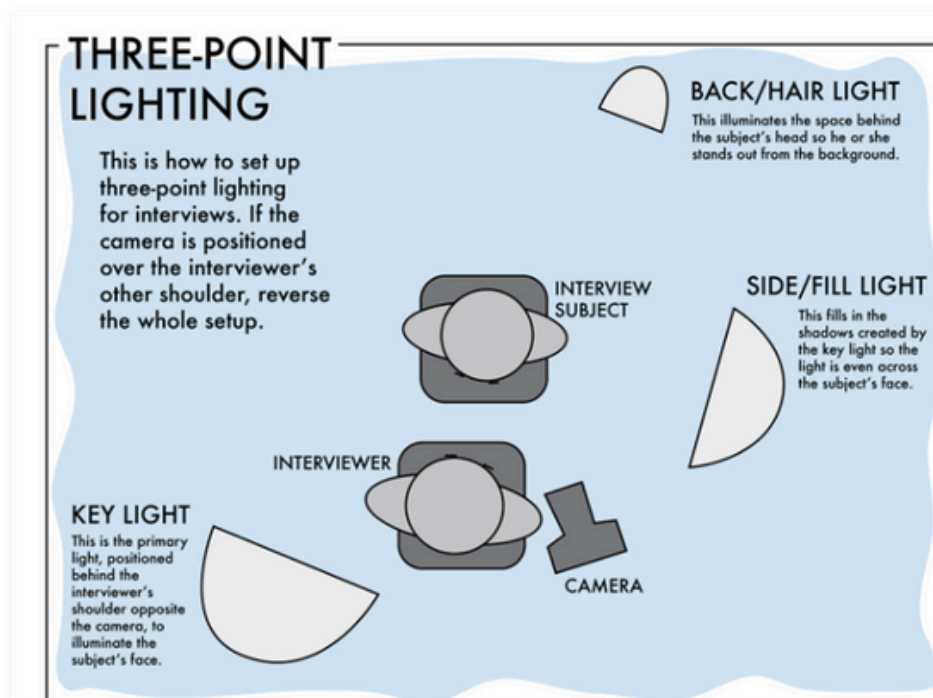 THREE-POINT
LIGHTING
This is how to set up
three-point lighting
for interviews. If the
camera is positioned
over the interviewer's
other shoulder, reverse
the whole setup.
BACK/HAIR LIGHT
This illuminates the space behind
the subject's head so he or she
stands out from the background.
INTERVIEW
SUBJECT
SIDE/FILL LIGHT
This fills in the
shadows created by
the key light so the
light is even across
the subject's face.
INTERVIEWER
KEY LIGHT
This is the primary
light, positioned
behind the
interviewer's
shoulder opposite
the camera, to
illuminate the
subject's face.
CAMERA